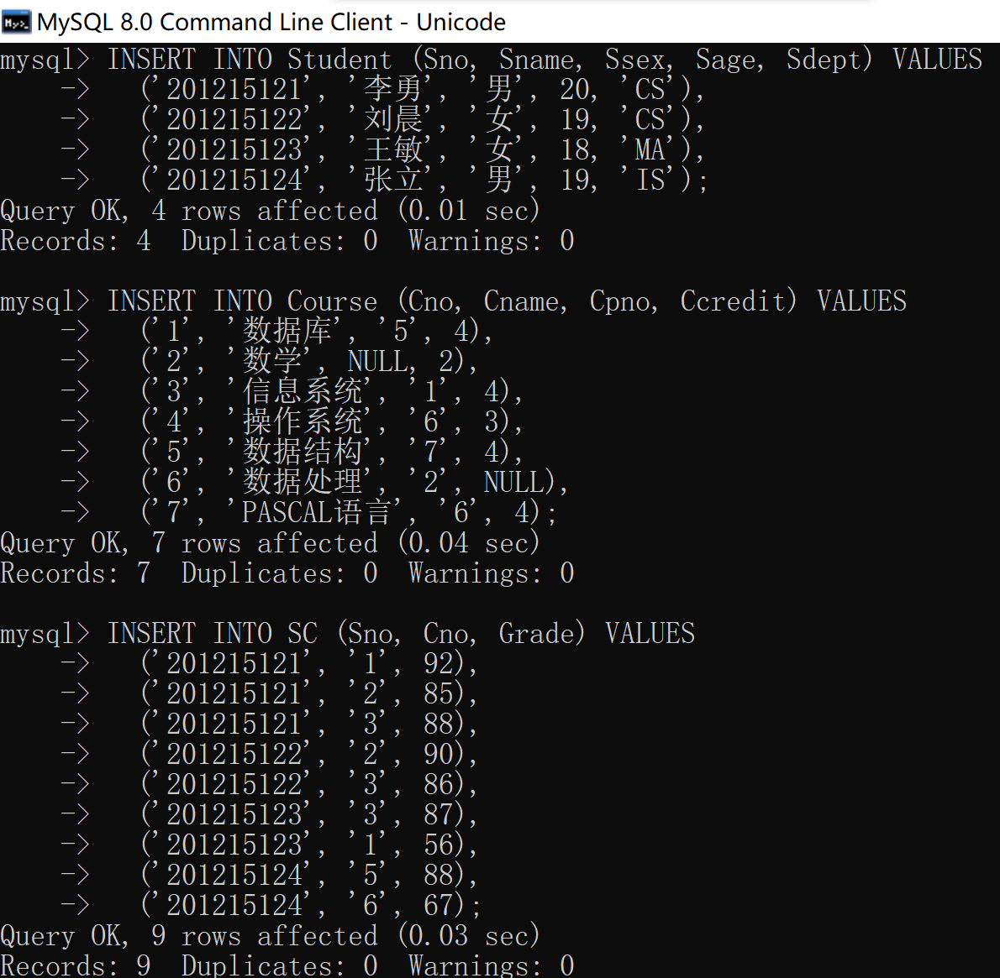 MySQL 8.0 Command Line Client - Unicode
mysql> INSERT INTO Student (Sno, Sname, Ssex, Sage, Sdept) VALUES
    ->   ('201215121', '李勇', '男', 20, 'CS'),
    ->   ('201215122', '刘晨', '女', 19, 'CS'),
    ->   ('201215123', '王敏', '女', 18, 'MA'),
    ->   ('201215124', '张立', '男', 19, 'IS');
Query OK, 4 rows affected (0.01 sec)
Records: 4  Duplicates: 0  Warnings: 0
mysql> INSERT INTO Course (Cno, Cname, Cpno, Ccredit) VALUES
    ->   ('1', '数据库', '5', 4),
    ->   ('2', '数学', NULL, 2),
    ->   ('3', '信息系统', '1', 4),
    ->   ('4', '操作系统', '6', 3),
    ->   ('5', '数据结构', '7', 4),
    ->   ('6', '数据处理', '2', NULL),
    ->   ('7', 'PASCAL语言', '6', 4);
Query OK, 7 rows affected (0.04 sec)
Records: 7  Duplicates: 0  Warnings: 0
mysql> INSERT INTO SC (Sno, Cno, Grade) VALUES
    ->   ('201215121', '1', 92),
    ->   ('201215121', '2', 85),
    ->   ('201215121', '3', 88),
    ->   ('201215122', '2', 90),
    ->   ('201215122', '3', 86),
    ->   ('201215123', '3', 87),
    ->   ('201215123', '1', 56),
    ->   ('201215124', '5', 88),
    ->   ('201215124', '6', 67);
Query OK, 9 rows affected (0.03 sec)
Records: 9  Duplicates: 0  Warnings: 0